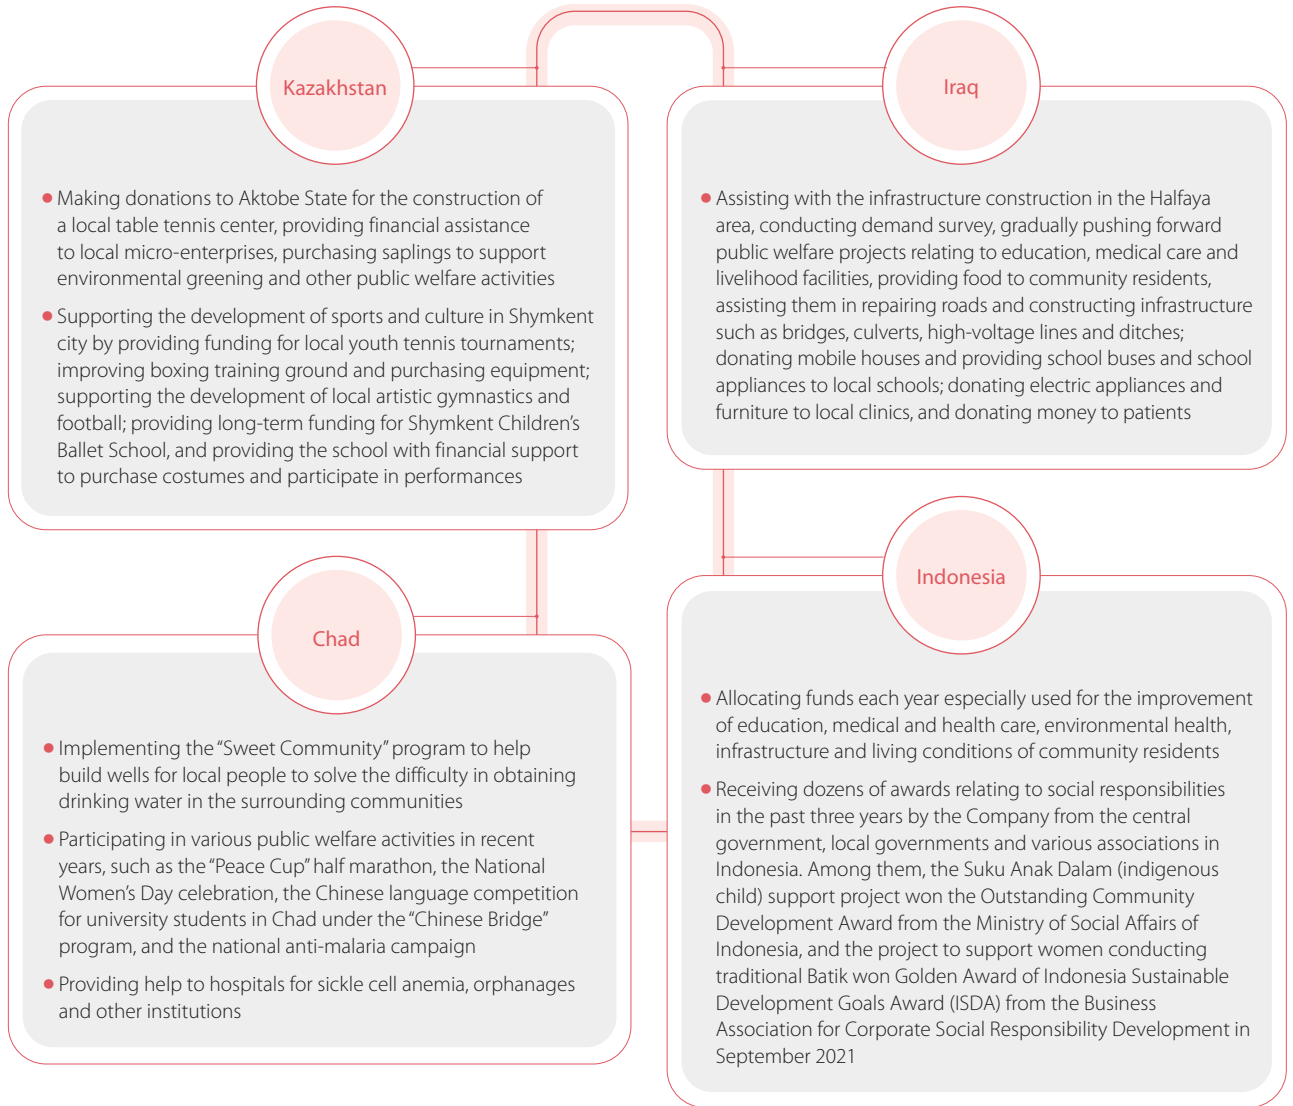 Kazakhstan
● Making donations to Aktobe State for the construction of
a local table tennis center, providing financial assistance
to local micro-enterprises, purchasing saplings to support
environmental greening and other public welfare activities
● Supporting the development of sports and culture in Shymkent
city by providing funding for local youth tennis tournaments;
improving boxing training ground and purchasing equipment;
supporting the development of local artistic gymnastics and
football; providing long-term funding for Shymkent Children’s
Ballet School, and providing the school with financial support
to purchase costumes and participate in performances
Iraq
● Assisting with the infrastructure construction in the Halfaya
area, conducting demand survey, gradually pushing forward
public welfare projects relating to education, medical care and
livelihood facilities, providing food to community residents,
assisting them in repairing roads and constructing infrastructure
such as bridges, culverts, high-voltage lines and ditches;
donating mobile houses and providing school buses and school
appliances to local schools; donating electric appliances and
furniture to local clinics, and donating money to patients
Chad
● Implementing the “Sweet Community” program to help
build wells for local people to solve the difficulty in obtaining
drinking water in the surrounding communities
● Participating in various public welfare activities in recent
years, such as the “Peace Cup” half marathon, the National
Women’s Day celebration, the Chinese language competition
for university students in Chad under the “Chinese Bridge”
program, and the national anti-malaria campaign
● Providing help to hospitals for sickle cell anemia, orphanages
and other institutions
Indonesia
● Allocating funds each year especially used for the improvement
of education, medical and health care, environmental health,
infrastructure and living conditions of community residents
● Receiving dozens of awards relating to social responsibilities
in the past three years by the Company from the central
government, local governments and various associations in
Indonesia. Among them, the Suku Anak Dalam (indigenous
child) support project won the Outstanding Community
Development Award from the Ministry of Social Affairs of
Indonesia, and the project to support women conducting
traditional Batik won Golden Award of Indonesia Sustainable
Development Goals Award (ISDA) from the Business
Association for Corporate Social Responsibility Development in
September 2021